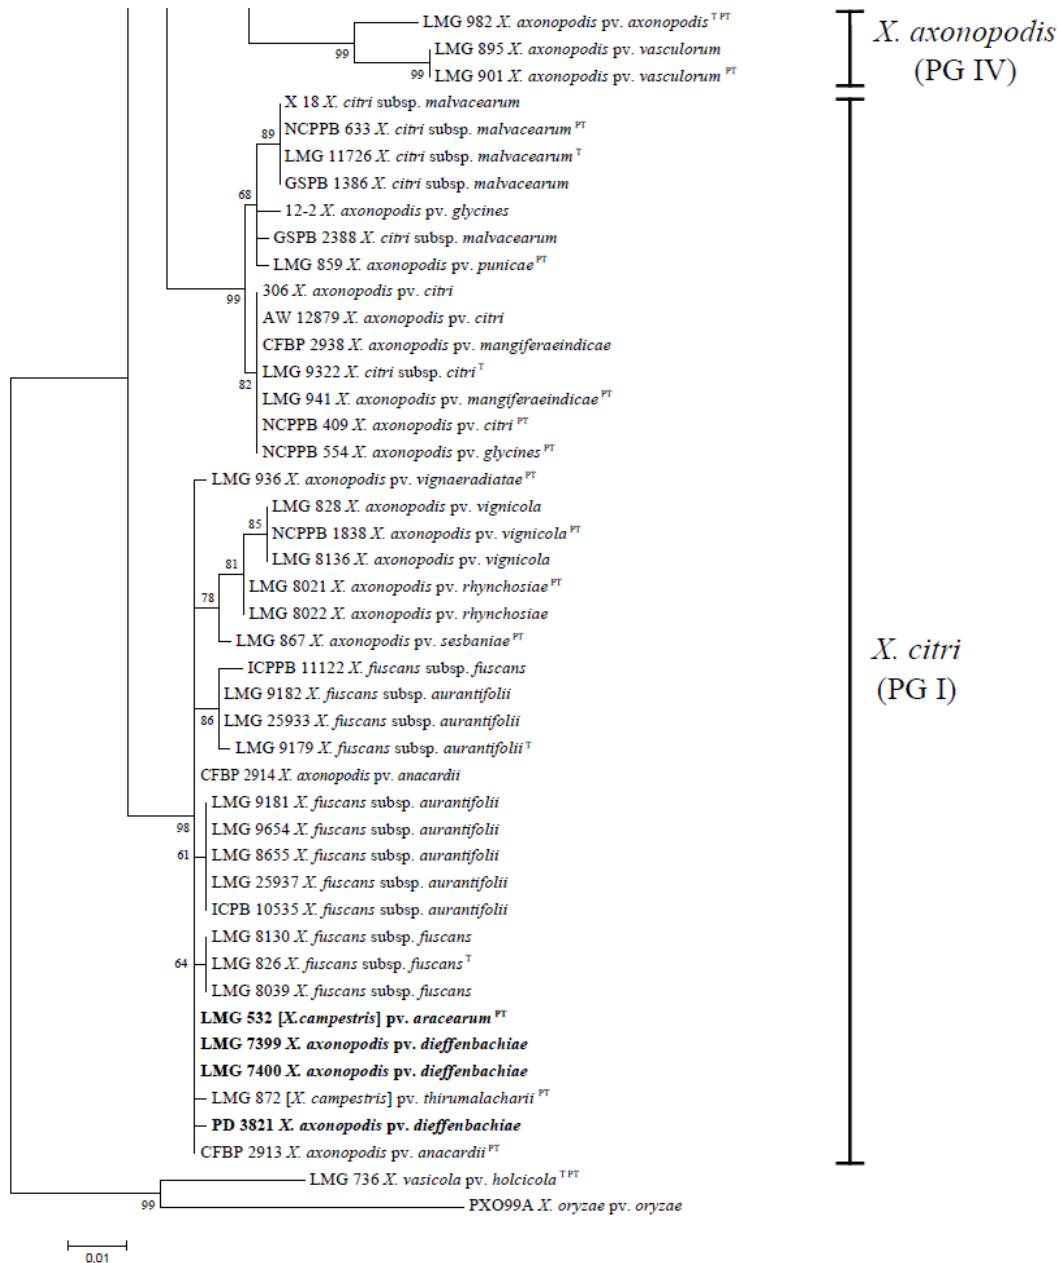 LMG 982 X. axonopodis pv. axonopodis T PT
99
LMG 895 X. axonopodis pv. vasculorum
99
LMG 901 X. axonopodis pv. vasculorum PT
X. axonopodis
(PG IV)
X 18 X. citri subsp. malvacearum
89
NCPPB 633 X. citri subsp. malvacearum PT
LMG 11726 X. citri subsp. malvacearum T
GSPB 1386 X. citri subsp. malvacearum
68
12-2 X. axonopodis pv. glycines
GSPB 2388 X. citri subsp. malvacearum
LMG 859 X. axonopodis pv. punicae PT
99
306 X. axonopodis pv. citri
AW 12879 X. axonopodis pv. citri
CFBP 2938 X. axonopodis pv. mangiferaeindicae
LMG 9322 X. citri subsp. citri T
82
LMG 941 X. axonopodis pv. mangiferaeindicae PT
NCPPB 409 X. axonopodis pv. citri PT
NCPPB 554 X. axonopodis pv. glycines PT
LMG 936 X. axonopodis pv. vignaeradiatae PT
LMG 828 X. axonopodis pv. vignicola
85
NCPPB 1838 X. axonopodis pv. vignicola PT
LMG 8136 X. axonopodis pv. vignicola
81
LMG 8021 X. axonopodis pv. rhynchosiae PT
78
LMG 8022 X. axonopodis pv. rhynchosiae
LMG 867 X. axonopodis pv. sesbaniae PT
X. citri
(PG I)
ICPPB 11122 X. fuscans subsp. fuscans
LMG 9182 X. fuscans subsp. aurantifolii
86
LMG 25933 X. fuscans subsp. aurantifolii
LMG 9179 X. fuscans subsp. aurantifolii T
CFBP 2914 X. axonopodis pv. anacardii
LMG 9181 X. fuscans subsp. aurantifolii
98
LMG 9654 X. fuscans subsp. aurantifolii
61
LMG 8655 X. fuscans subsp. aurantifolii
LMG 25937 X. fuscans subsp. aurantifolii
ICPB 10535 X. fuscans subsp. aurantifolii
LMG 8130 X. fuscans subsp. fuscans
64
LMG 826 X. fuscans subsp. fuscans T
LMG 8039 X. fuscans subsp. fuscans
LMG 532 [X.campestris] pv. aracearum PT
LMG 7399 X. axonopodis pv. dieffenbachiae
LMG 7400 X. axonopodis pv. dieffenbachiae
LMG 872 [X. campestris] pv. thirumalacharii PT
PD 3821 X. axonopodis pv. dieffenbachiae
CFBP 2913 X. axonopodis pv. anacardii PT
LMG 736 X. vasicola pv. holcicola T PT
99
PXO99A X. oryzae pv. oryzae
0.01